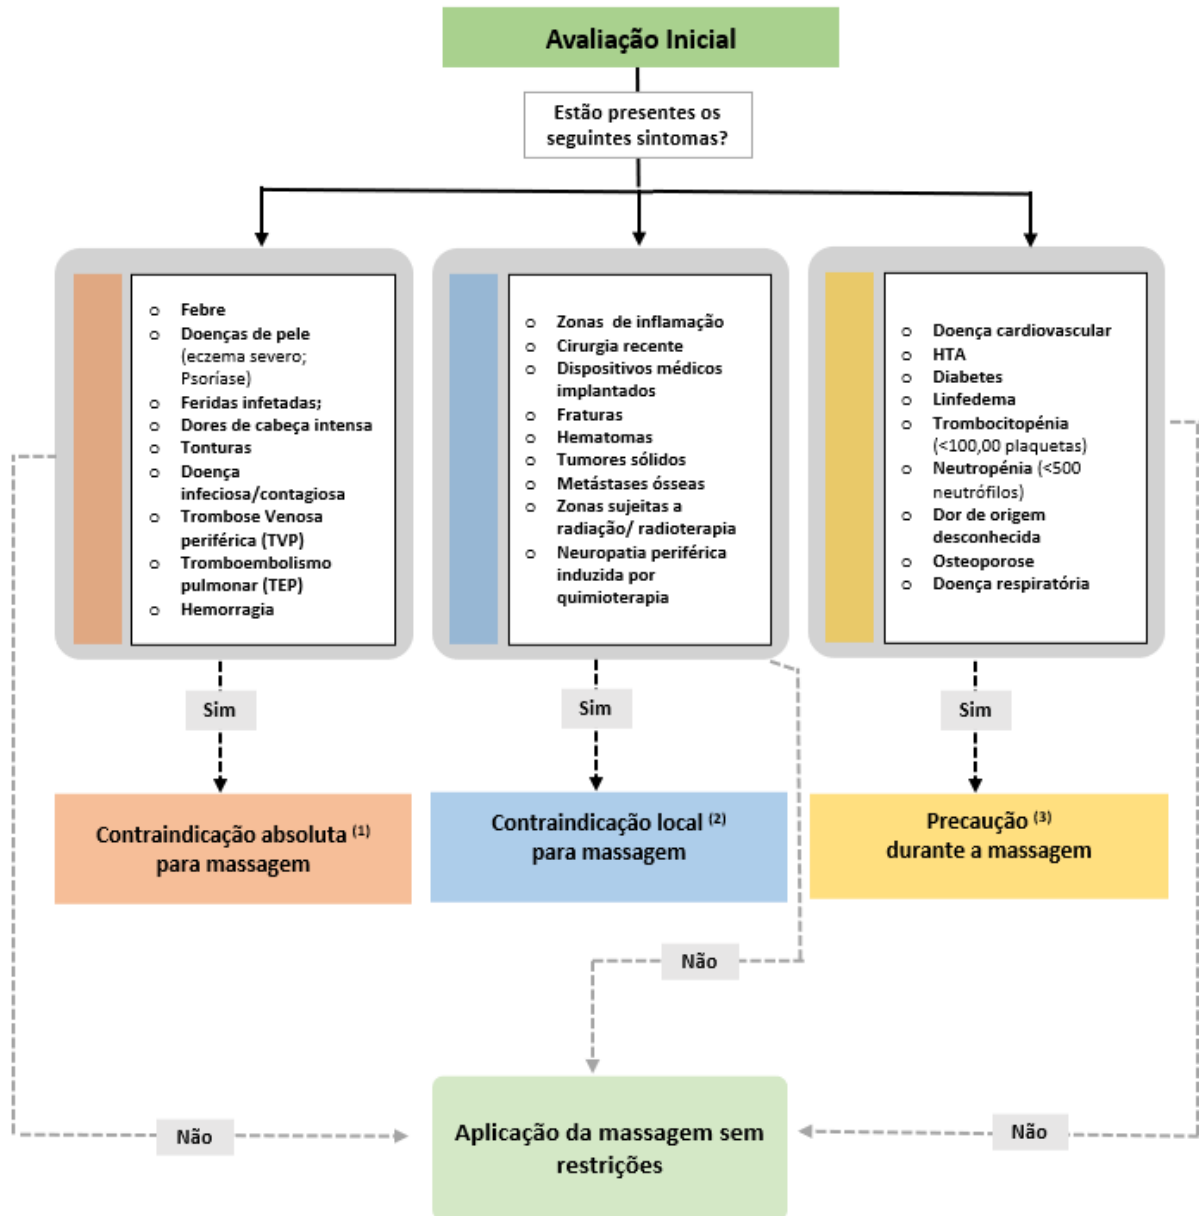 Avaliação Inicial
Estão presentes os
seguintes sintomas?
o Febre
o Doenças de pele
(eczema severo;
Psoríase)
o Feridas infetadas;
o Dores de cabeça intensa
o Tonturas
o Doença
infeciosa/contagiosa
o Trombose Venosa
periférica (TVP)
o Tromboembolismo
pulmonar (TEP)
o Hemorragia
o Zonas de inflamação
o Cirurgia recente
o Dispositivos médicos
implantados
o Fraturas
o Hematomas
o Tumores sólidos
o Metástases ósseas
o Zonas sujeitas a
radiação/ radioterapia
o Neuropatia periférica
induzida por
quimioterapia
o Doença cardiovascular
o HTA
o Diabetes
o Linfedema
o Trombocitopénia
(<100,00 plaquetas)
o Neutropénia (<500
neutrófilos)
o Dor de origem
desconhecida
o Osteoporose
o Doença respiratória
Sim
Sim
Sim
Contraindicação absoluta (1)
para massagem
Contraindicação local (2)
para massagem
Precaução (3)
durante a massagem
Não
Não
Não
Aplicação da massagem sem
restrições